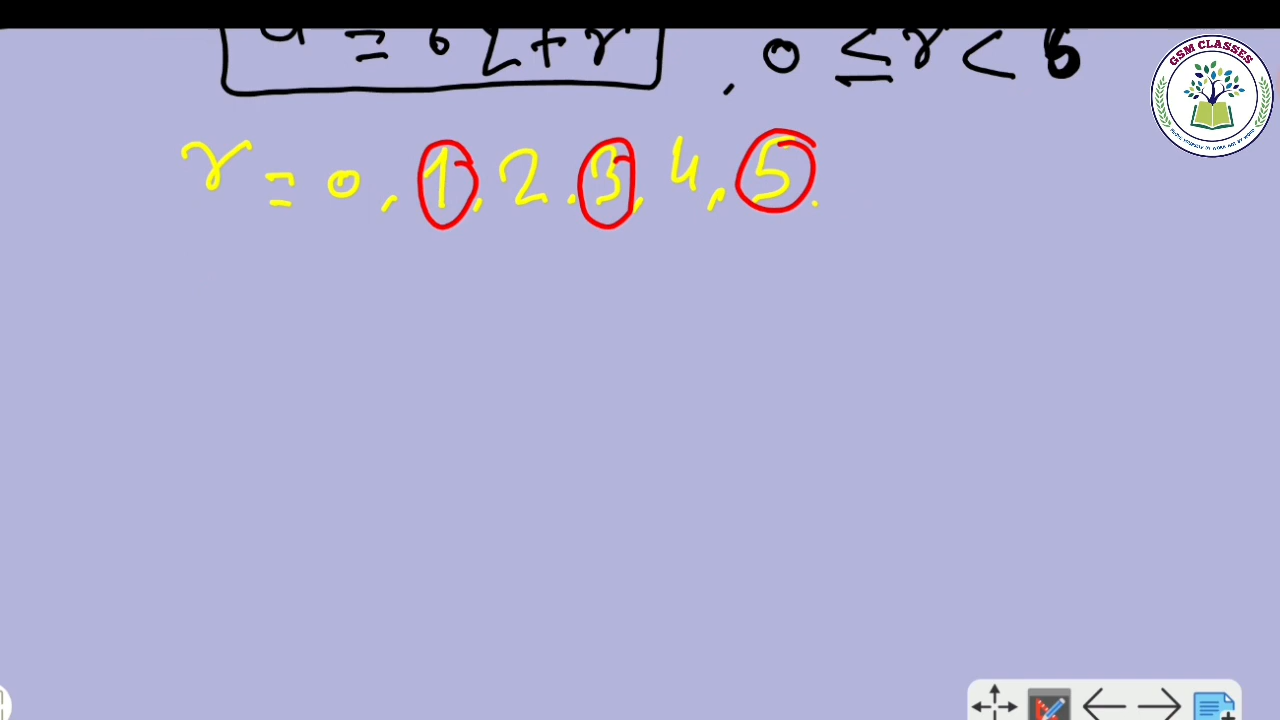 a = 6q + r , 0 ≤ r < 6
r = 0, 1, 2, 3, 4, 5.
GSM CLASSES